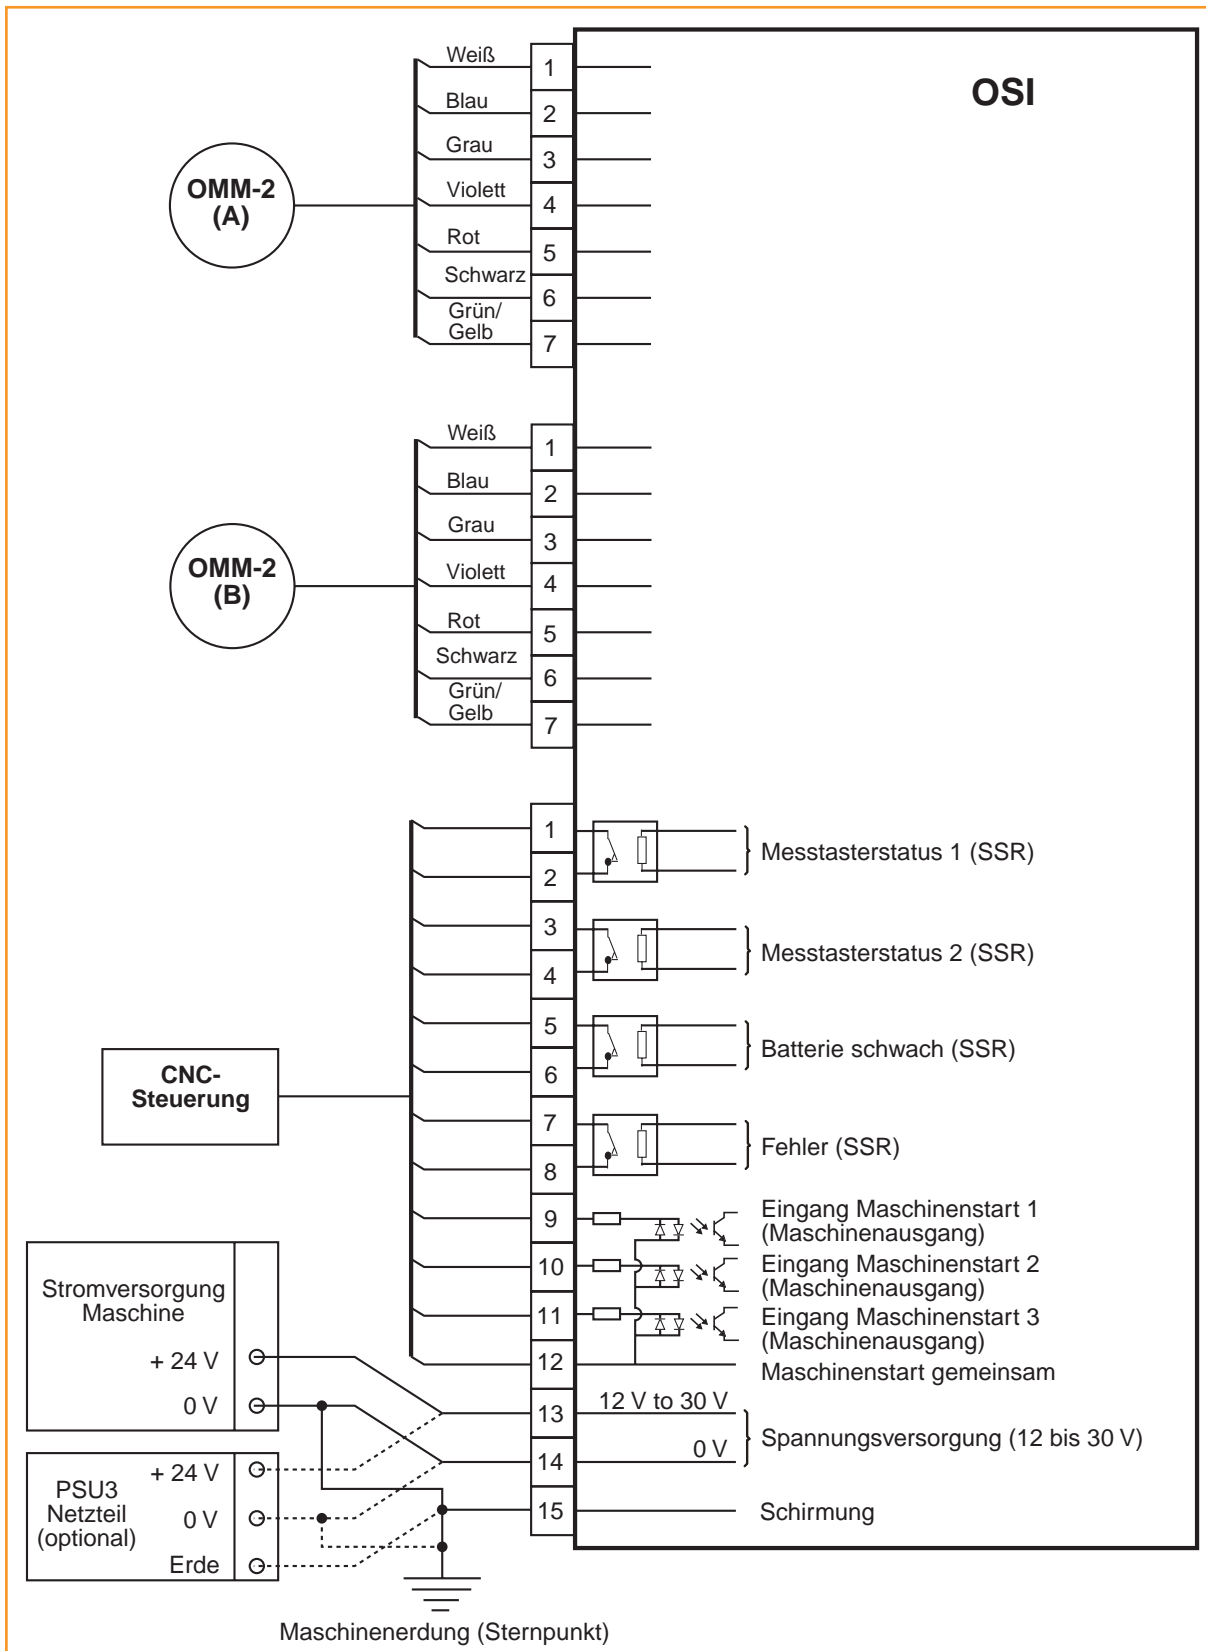 OSI
OMM-2
(A)
Weiß
1
Blau
2
Grau
3
Violett
4
Rot
5
Schwarz
6
Grün/
Gelb
7
OMM-2
(B)
Weiß
1
Blau
2
Grau
3
Violett
4
Rot
5
Schwarz
6
Grün/
Gelb
7
CNC-
Steuerung
1
2
Messtasterstatus 1 (SSR)
3
4
Messtasterstatus 2 (SSR)
5
6
Batterie schwach (SSR)
7
8
Fehler (SSR)
9
Eingang Maschinenstart 1
(Maschinenausgang)
10
Eingang Maschinenstart 2
(Maschinenausgang)
11
Eingang Maschinenstart 3
(Maschinenausgang)
12
Maschinenstart gemeinsam
Stromversorgung
Maschine
+ 24 V
0 V
13
12 V to 30 V
14
0 V
Spannungsversorgung (12 bis 30 V)
PSU3
Netzteil
(optional)
+ 24 V
0 V
Erde
15
Schirmung
Maschinenerdung (Sternpunkt)